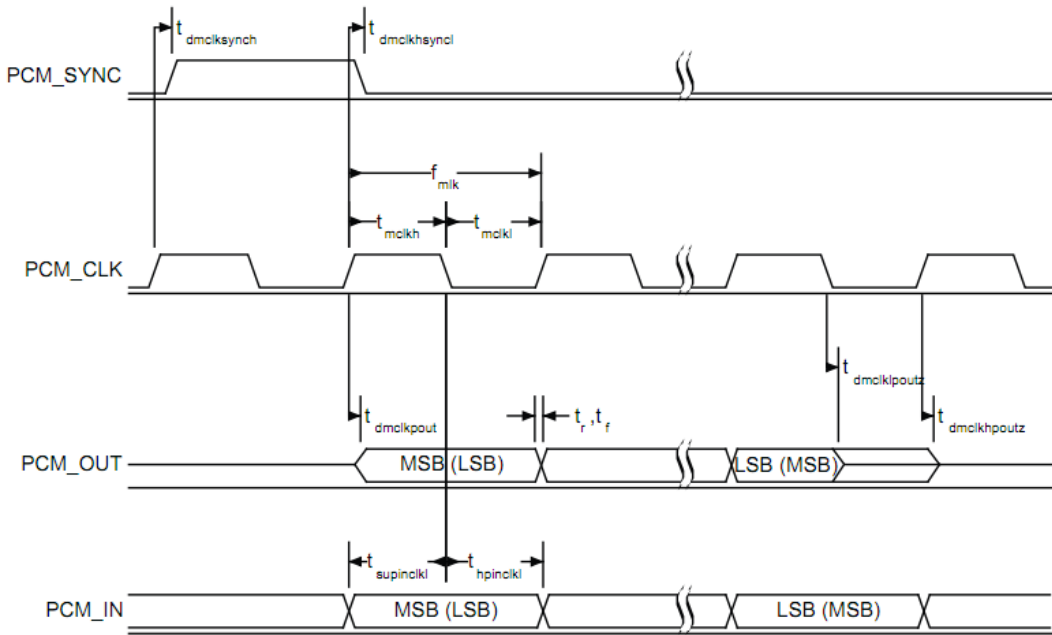 t dmclksynch
t dmclkhsyncl
PCM_SYNC
f mlk
t mclkh
t mclkl
PCM_CLK
t dmclklpoutz
t dmclkpout
t r ,t f
t dmclkhpoutz
PCM_OUT
MSB (LSB)
LSB (MSB)
t supinclkl
t hpinclkl
PCM_IN
MSB (LSB)
LSB (MSB)